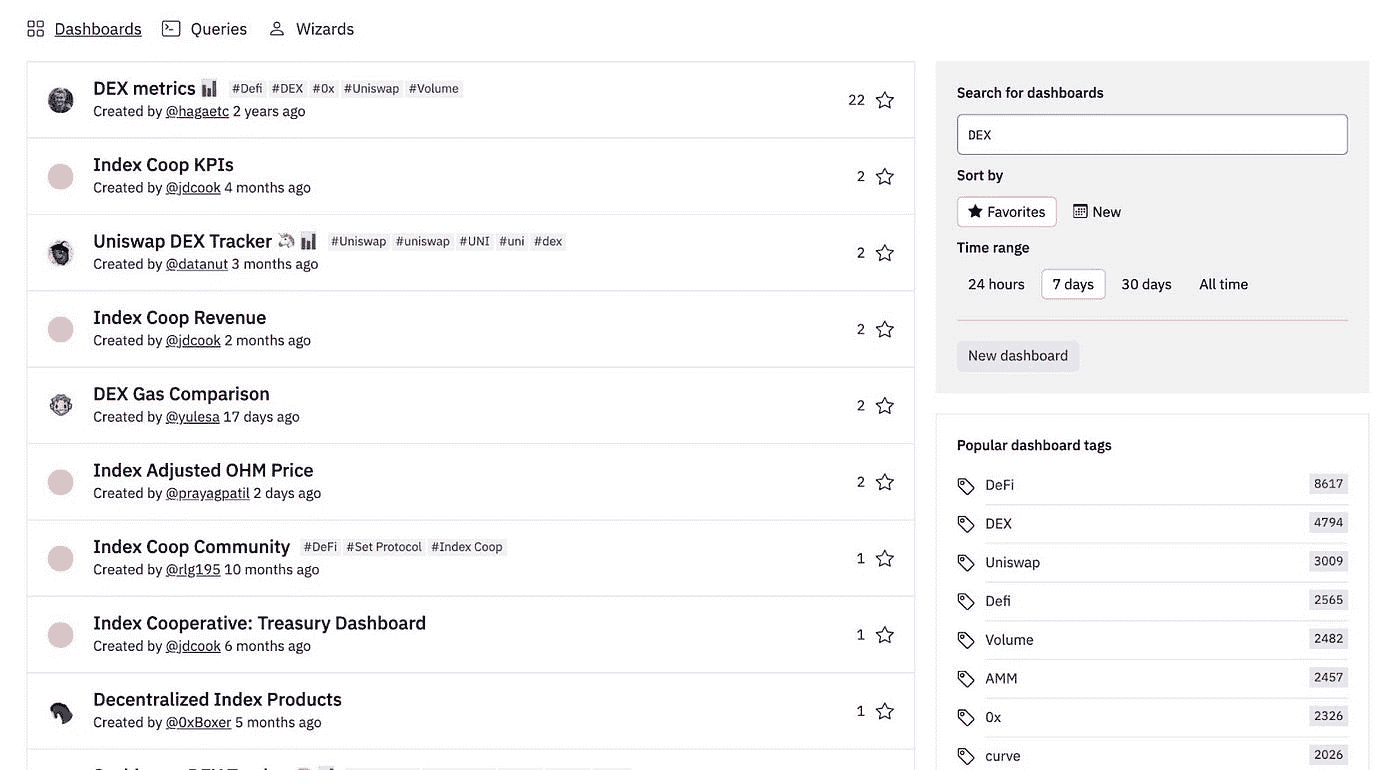 Dashboards Queries Wizards
DEX metrics #Defi #DEX #0x #Uniswap #Volume
Created by @hagaetc 2 years ago
22
Index Coop KPIs
Created by @jdcook 4 months ago
2
Uniswap DEX Tracker #Uniswap #uniswap #UNI #uni #dex
Created by @datanut 3 months ago
2
Index Coop Revenue
Created by @jdcook 2 months ago
2
DEX Gas Comparison
Created by @yulesa 17 days ago
2
Index Adjusted OHM Price
Created by @prayagpatil 2 days ago
2
Index Coop Community #DeFi #Set Protocol #Index Coop
Created by @rlg195 10 months ago
1
Index Cooperative: Treasury Dashboard
Created by @jdcook 6 months ago
1
Decentralized Index Products
Created by @0xBoxer 5 months ago
1
Search for dashboards
DEX
Sort by
Favorites New
Time range
24 hours 7 days 30 days All time
New dashboard
Popular dashboard tags
DeFi 8617
DEX 4794
Uniswap 3009
Defi 2565
Volume 2482
AMM 2457
0x 2326
curve 2026